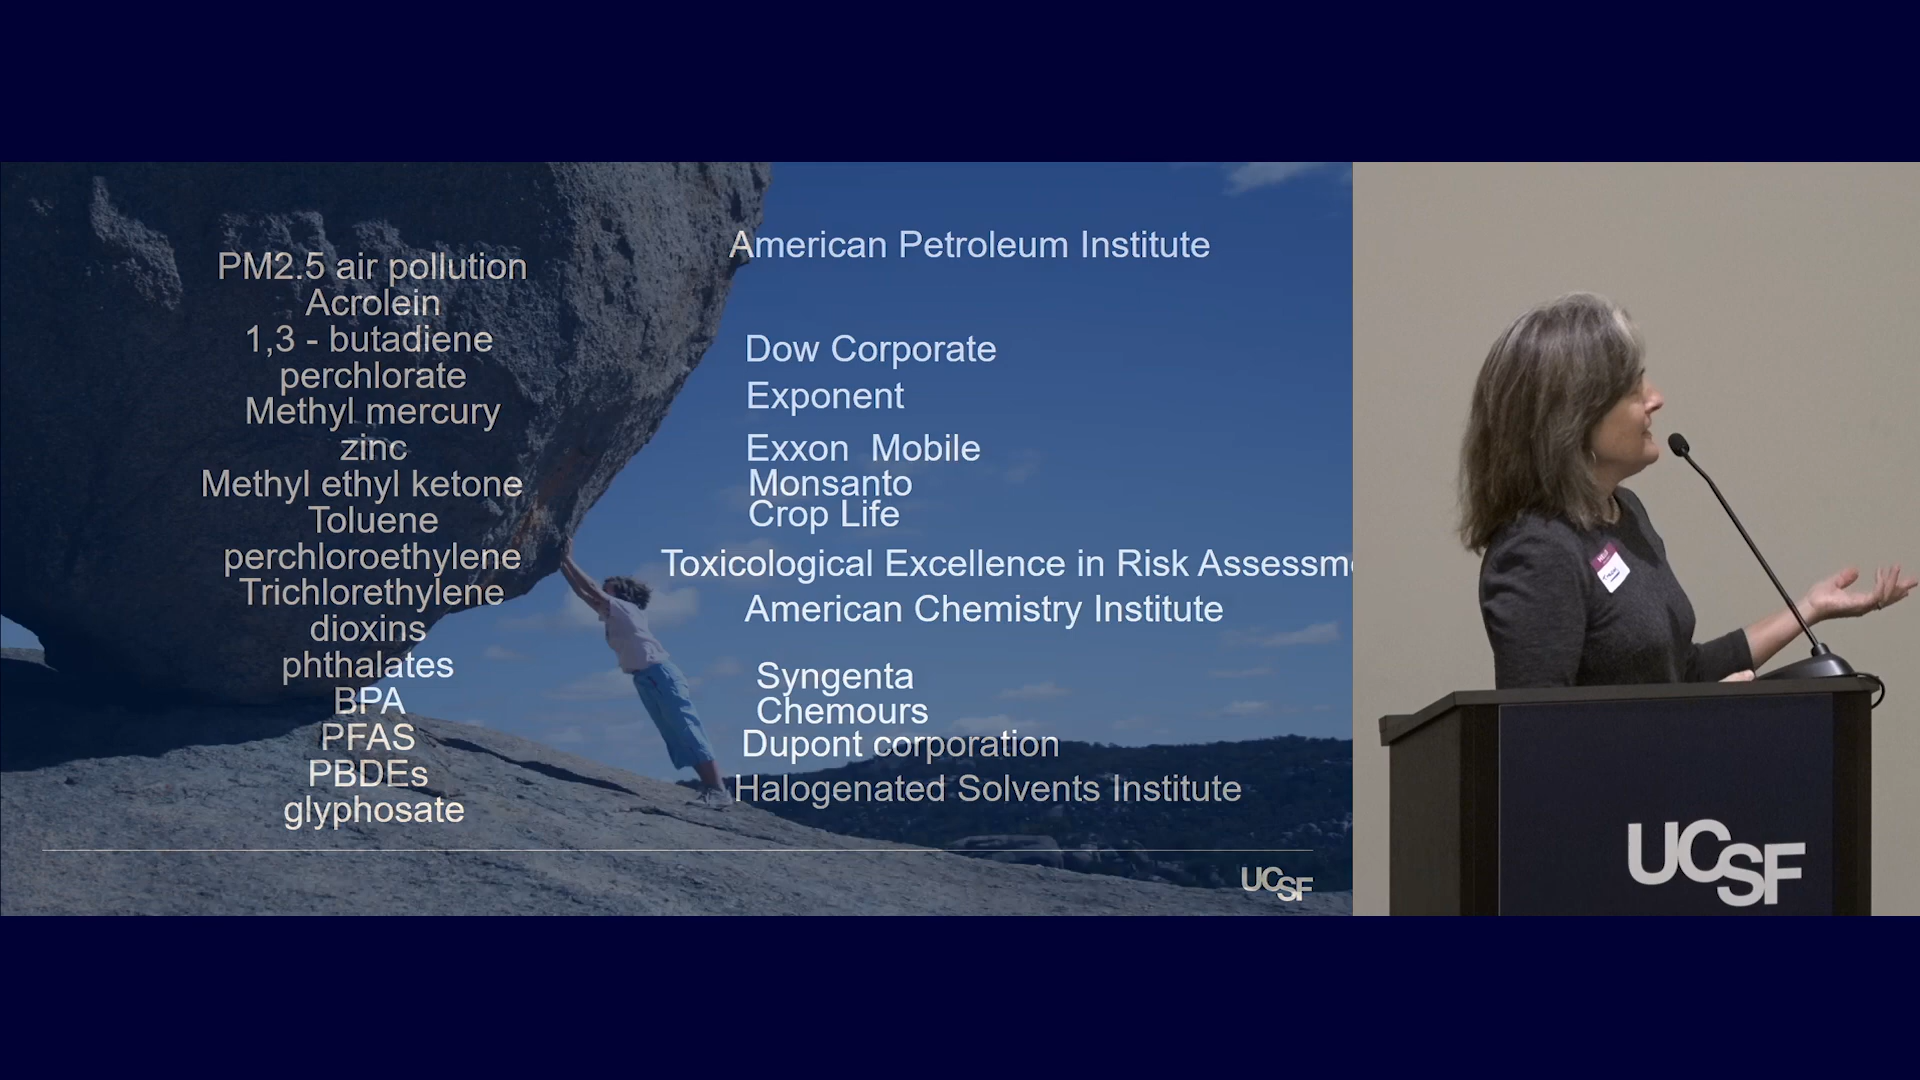 PM2.5 air pollution
Acrolein
1,3 - butadiene
perchlorate
Methyl mercury
zinc
Methyl ethyl ketone
Toluene
perchloroethylene
Trichlorethylene
dioxins
phthalates
BPA
PFAS
PBDEs
glyphosate
American Petroleum Institute
Dow Corporate
Exponent
Exxon Mobile
Monsanto
Crop Life
Toxicological Excellence in Risk Assessm
American Chemistry Institute
Syngenta
Chemours
Dupont corporation
Halogenated Solvents Institute
UCSF
HELLO
UCSF